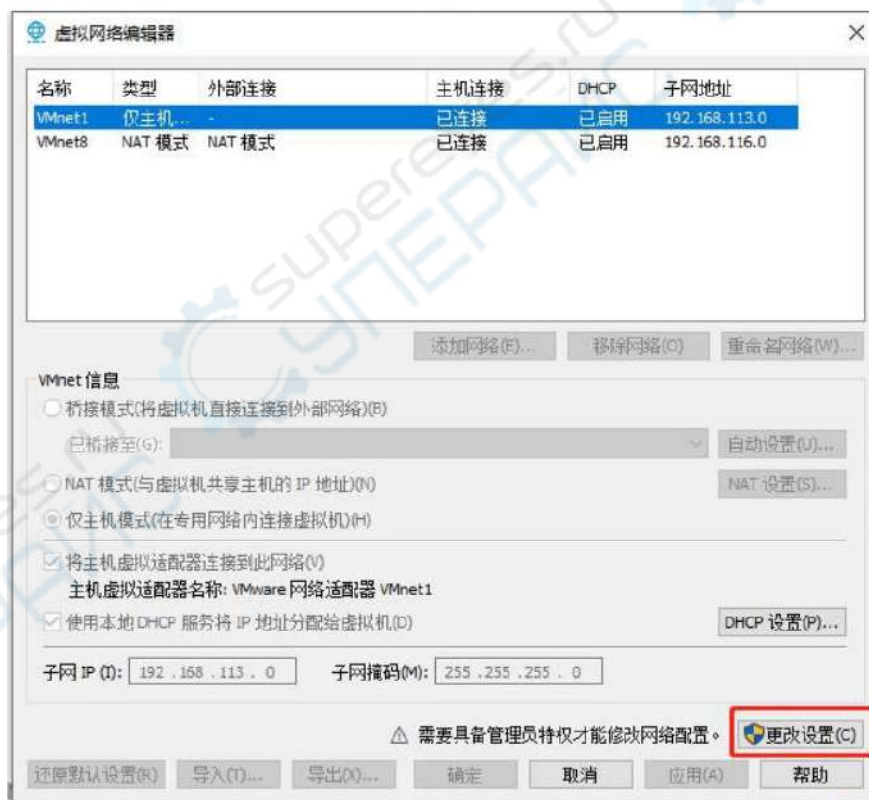 虚拟网络编辑器
名称 类型 外部连接 主机连接 DHCP 子网地址
VMnet1 仅主机... - 已连接 已启用 192.168.113.0
VMnet8 NAT 模式 NAT 模式 已连接 已启用 192.168.116.0
添加网络(E)... 移除网络(O) 重命名网络(W)...
VMnet 信息
桥接模式(将虚拟机直接连接到外部网络)(B)
已桥接至(G): 自动设置(U)...
NAT 模式(与虚拟机共享主机的 IP 地址)(N) NAT 设置(S)...
仅主机模式(在专用网络内连接虚拟机)(H)
将主机虚拟适配器连接到此网络(V)
主机虚拟适配器名称: VMware 网络适配器 VMnet1
使用本地 DHCP 服务将 IP 地址分配给虚拟机(D) DHCP 设置(P)...
子网 IP (I): 192 .168 .113 . 0 子网掩码(M): 255 .255 .255 . 0
⚠ 需要具备管理员特权才能修改网络配置。 更改设置(C)
还原默认设置(R) 导入(T)... 导出(X)... 确定 取消 应用(A) 帮助
supereyes.ru
СУПЕРАЙС